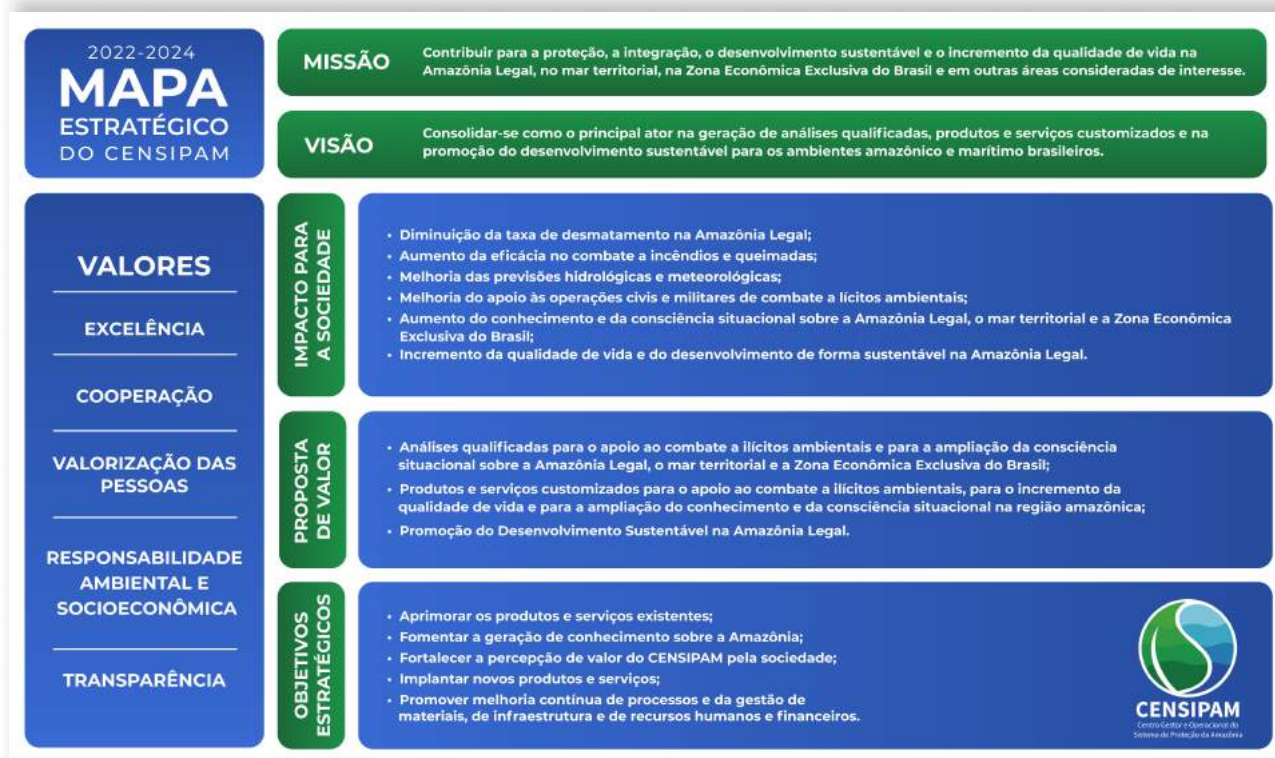 2022-2024
MAPA
ESTRATÉGICO
DO CENSIPAM
MISSÃO
Contribuir para a proteção, a integração, o desenvolvimento sustentável e o incremento da qualidade de vida na
Amazônia Legal, no mar territorial, na Zona Econômica Exclusiva do Brasil e em outras áreas consideradas de interesse.
VISÃO
Consolidar-se como o principal ator na geração de análises qualificadas, produtos e serviços customizados e na
promoção do desenvolvimento sustentável para os ambientes amazônico e marítimo brasileiros.
VALORES
EXCELÊNCIA
COOPERAÇÃO
VALORIZAÇÃO DAS
PESSOAS
RESPONSABILIDADE
AMBIENTAL E
SOCIOECONÔMICA
TRANSPARÊNCIA
IMPACTO PARA
A SOCIEDADE
• Diminuição da taxa de desmatamento na Amazônia Legal;
• Aumento da eficácia no combate a incêndios e queimadas;
• Melhoria das previsões hidrológicas e meteorológicas;
• Melhoria do apoio às operações civis e militares de combate a lícitos ambientais;
• Aumento do conhecimento e da consciência situacional sobre a Amazônia Legal, o mar territorial e a Zona Econômica
Exclusiva do Brasil;
• Incremento da qualidade de vida e do desenvolvimento de forma sustentável na Amazônia Legal.
PROPOSTA
DE VALOR
• Análises qualificadas para o apoio ao combate a ilícitos ambientais e para a ampliação da consciência
situacional sobre a Amazônia Legal, o mar territorial e a Zona Econômica Exclusiva do Brasil;
• Produtos e serviços customizados para o apoio ao combate a ilícitos ambientais, para o incremento da
qualidade de vida e para a ampliação do conhecimento e da consciência situacional na região amazônica;
• Promoção do Desenvolvimento Sustentável na Amazônia Legal.
OBJETIVOS
ESTRATÉGICOS
• Aprimorar os produtos e serviços existentes;
• Fomentar a geração de conhecimento sobre a Amazônia;
• Fortalecer a percepção de valor do CENSIPAM pela sociedade;
• Implantar novos produtos e serviços;
• Promover melhoria contínua de processos e da gestão de
materiais, de infraestrutura e de recursos humanos e financeiros.
CENSIPAM
Centro Gestor e Operacional do
Sistema de Proteção da Amazônia